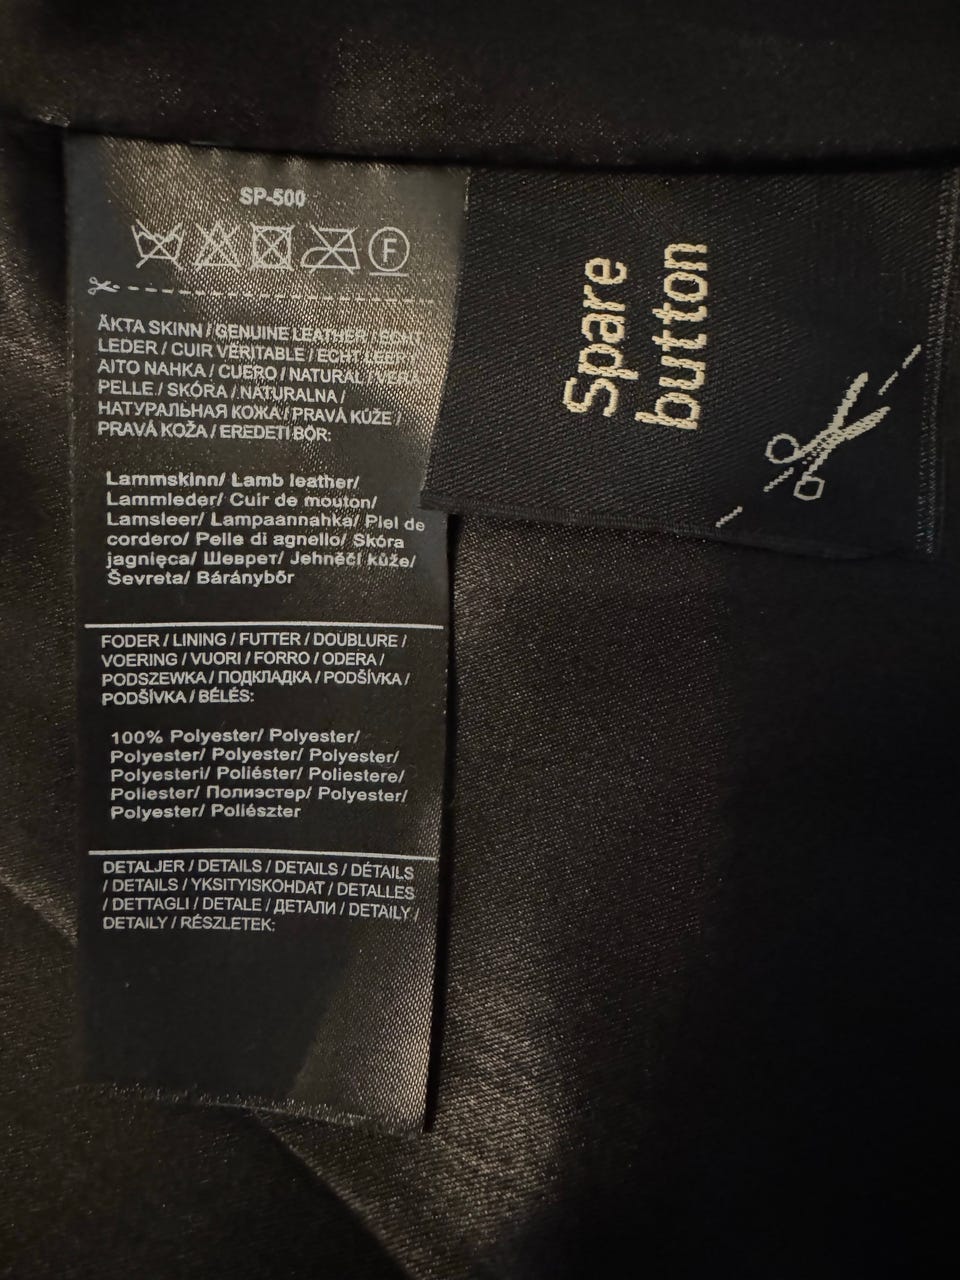 SP-500
F
ÄKTA SKINN / GENUINE LEATHER / ECHT
LEDER / CUIR VÉRITABLE / ECHT LEER /
AITO NAHKA / CUERO / NATURAL / VERA
PELLE / SKÓRA / NATURALNA /
НАТУРАЛЬНАЯ КОЖА / PRAVÁ KŮŽE /
PRAVÁ KOŽA / EREDETI BŐR:
Lammskinn/ Lamb leather/
Lammleder/ Cuir de mouton/
Lamsleer/ Lampaannahka/ Piel de
cordero/ Pelle di agnello/ Skóra
jagnięca/ Шеврет/ Jehněčí kůže/
Ševreta/ Báránybőr
FODER / LINING / FUTTER / DOUBLURE /
VOERING / VUORI / FORRO / ODERA /
PODSZEWKA / ПОДКЛАДКА / PODŠÍVKA /
PODŠÍVKA / BÉLÉS:
100% Polyester/ Polyester/
Polyester/ Polyester/ Polyester/
Polyesteri/ Poliéster/ Poliestere/
Poliester/ Полиэстер/ Polyester/
Polyester/ Poliészter
DETALJER / DETAILS / DETAILS / DÉTAILS
/ DETAILS / YKSITYISKOHDAT / DETALLES
/ DETTAGLI / DETALE / ДЕТАЛИ / DETAILY /
DETAILY / RÉSZLETEK:
Spare
button